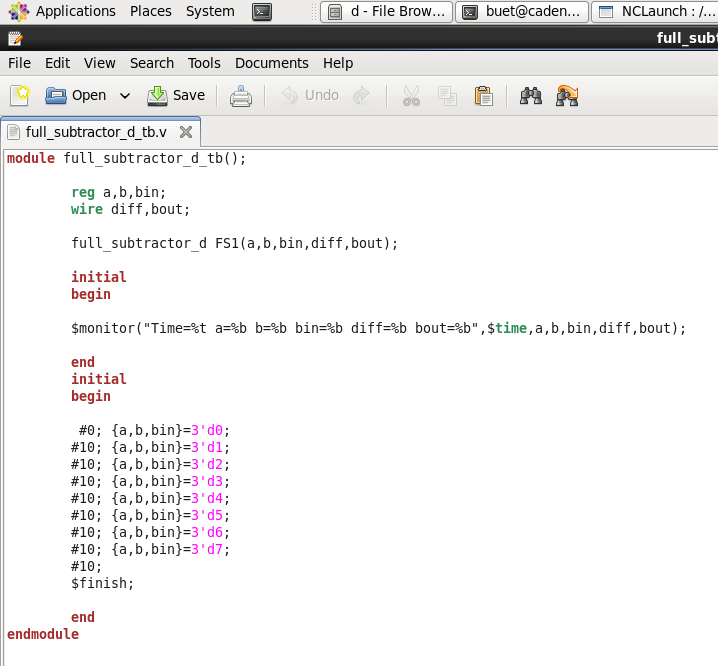 Applications Places System d - File Brow... buet@caden... NCLaunch : /...
full_subt
File Edit View Search Tools Documents Help
Open Save Undo
full_subtractor_d_tb.v
module full_subtractor_d_tb();
reg a,b,bin;
wire diff,bout;
full_subtractor_d FS1(a,b,bin,diff,bout);
initial
begin
$monitor("Time=%t a=%b b=%b bin=%b diff=%b bout=%b",$time,a,b,bin,diff,bout);
end
initial
begin
#0; {a,b,bin}=3'd0;
#10; {a,b,bin}=3'd1;
#10; {a,b,bin}=3'd2;
#10; {a,b,bin}=3'd3;
#10; {a,b,bin}=3'd4;
#10; {a,b,bin}=3'd5;
#10; {a,b,bin}=3'd6;
#10; {a,b,bin}=3'd7;
#10;
$finish;
end
endmodule